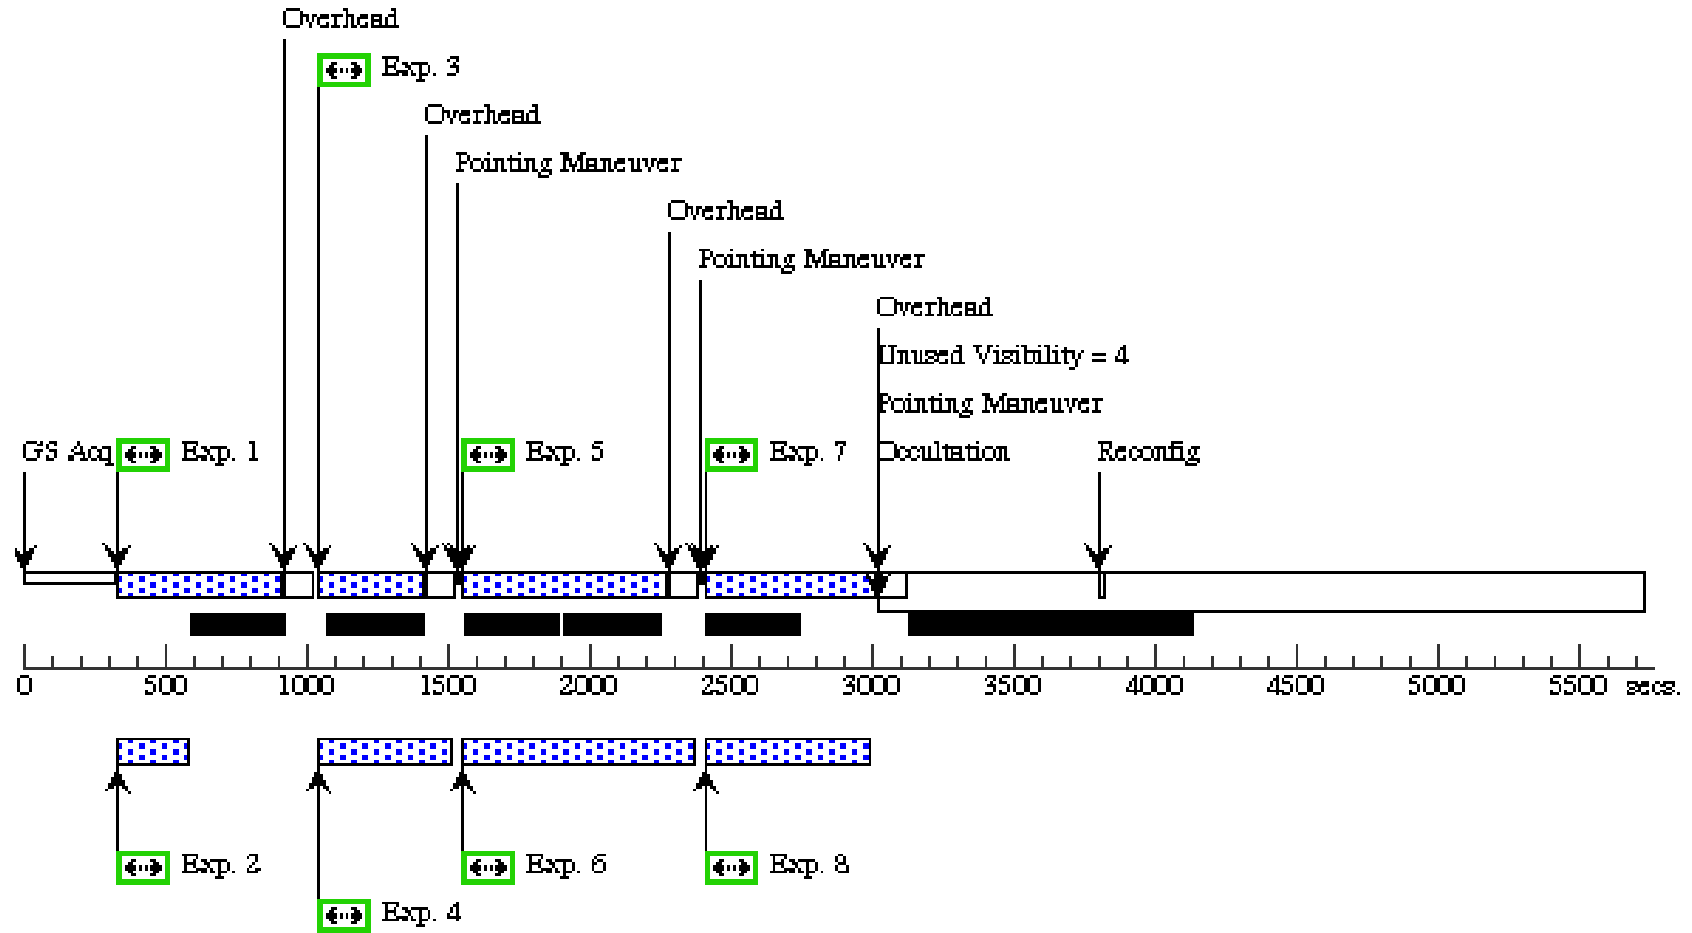 Overhead
Exp. 3
Overhead
Pointing Maneuver
Overhead
Pointing Maneuver
Overhead
Unused Visibility = 4
Pointing Maneuver
GS Acq Exp. 1 Exp. 5 Exp. 7 Occultation Reconfig
0 500 1000 1500 2000 2500 3000 3500 4000 4500 5000 5500 secs.
Exp. 2 Exp. 6 Exp. 8
Exp. 4